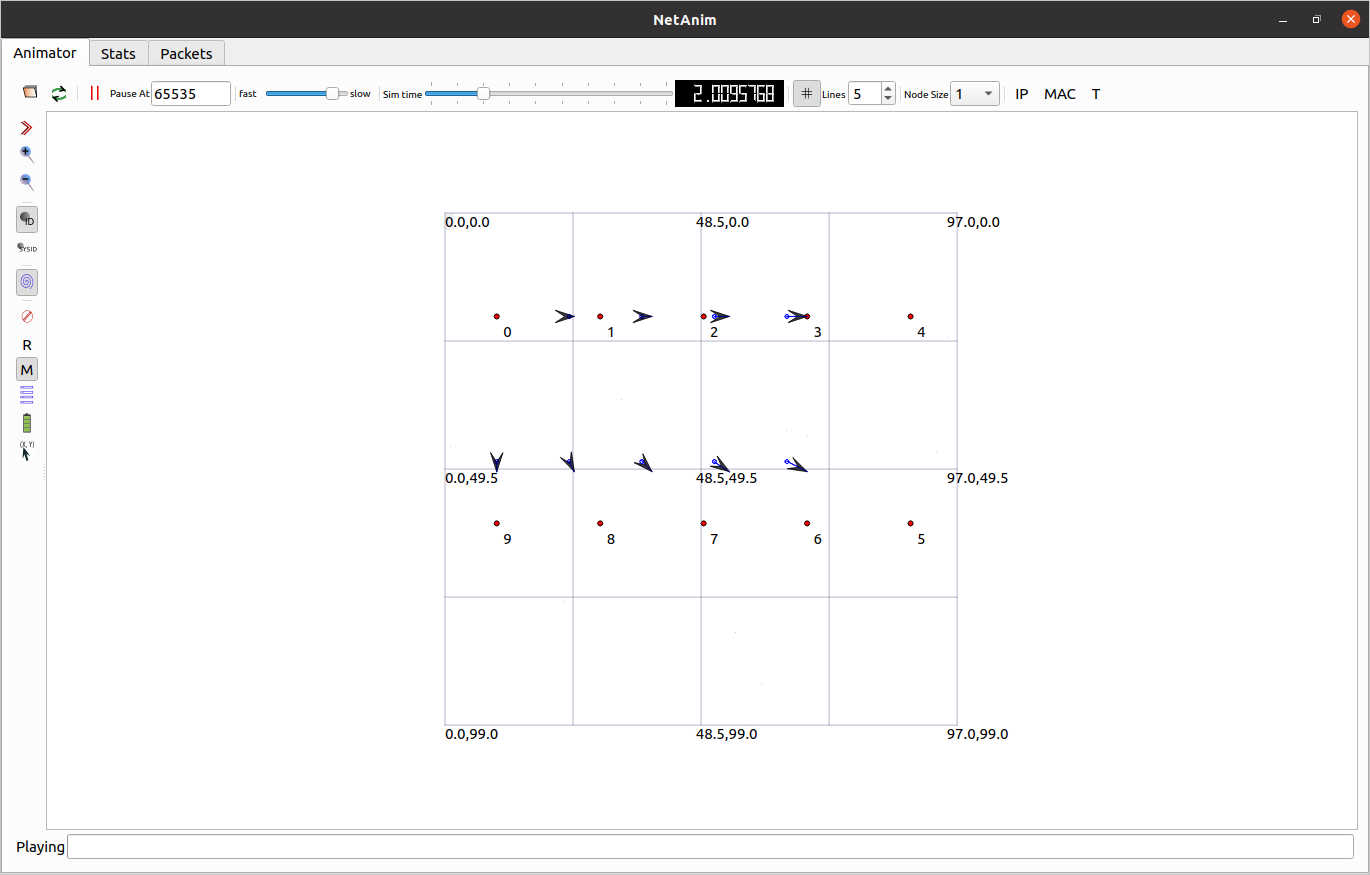 NetAnim
Animator Stats Packets
Pause At 65535 fast slow Sim time 2.0095768 # Lines 5 Node Size 1 IP MAC T
ID
SYSID
R
M
(X, Y)
0.0,0.0 48.5,0.0 97.0,0.0
0 1 2 3 4
0.0,49.5 48.5,49.5 97.0,49.5
9 8 7 6 5
0.0,99.0 48.5,99.0 97.0,99.0
Playing